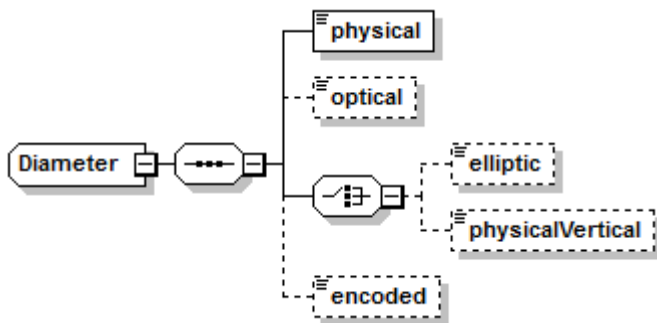 physical
optical
Diameter
elliptic
physicalVertical
encoded